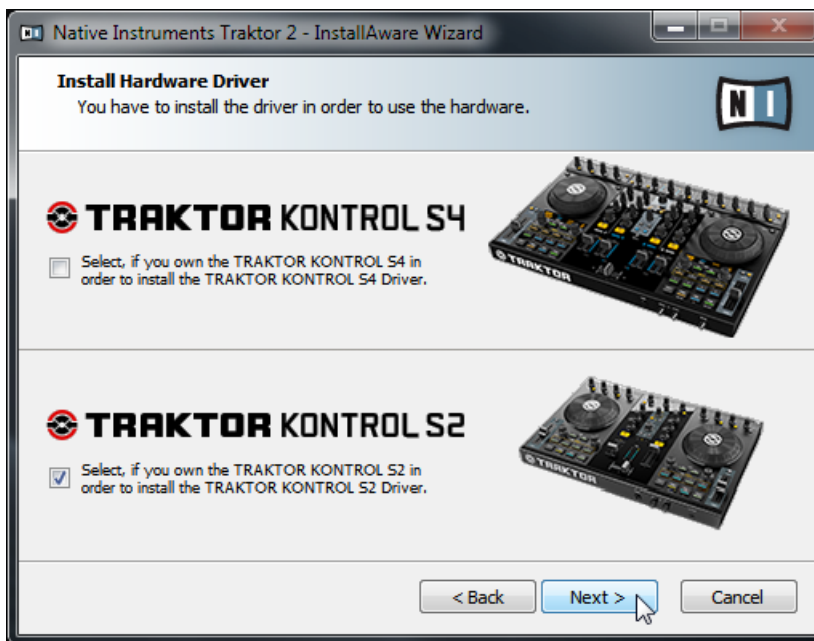 Native Instruments Traktor 2 - InstallAware Wizard
Install Hardware Driver
You have to install the driver in order to use the hardware.
N I
TRAKTOR KONTROL S4
Select, if you own the TRAKTOR KONTROL S4 in
order to install the TRAKTOR KONTROL S4 Driver.
TRAKTOR
TRAKTOR KONTROL S2
Select, if you own the TRAKTOR KONTROL S2 in
order to install the TRAKTOR KONTROL S2 Driver.
TRAKTOR
< Back
Next >
Cancel